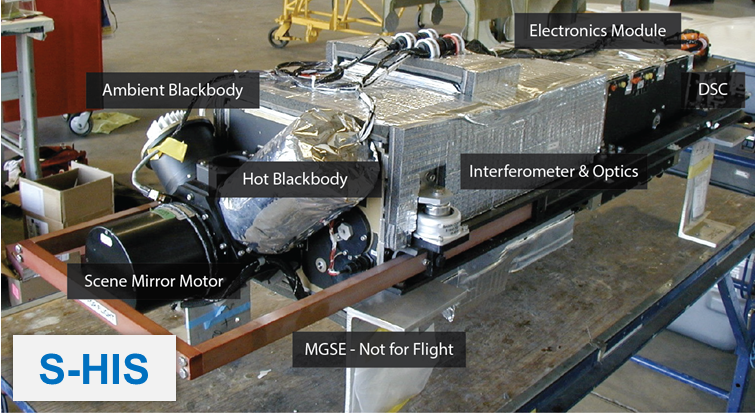 Electronics Module
Ambient Blackbody
DSC
Hot Blackbody
Interferometer & Optics
Scene Mirror Motor
MGSE - Not for Flight
S-HIS